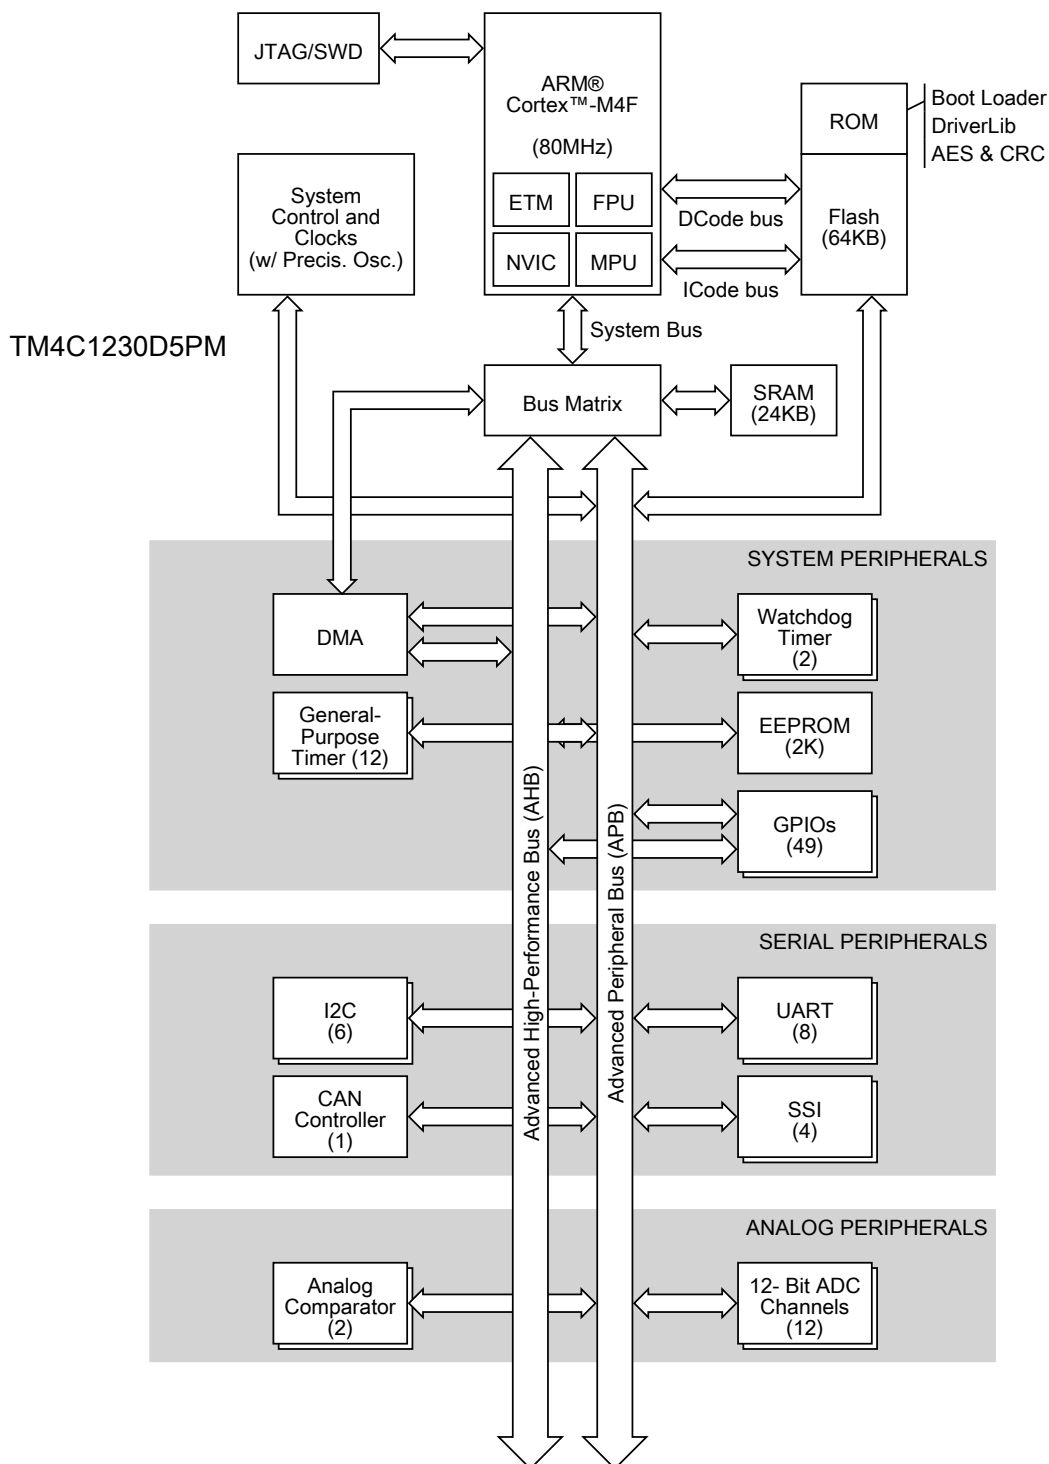 JTAG/SWD
ARM®
Cortex™-M4F
(80MHz)
ETM
FPU
NVIC
MPU
ROM
Boot Loader
DriverLib
AES & CRC
System
Control and
Clocks
(w/ Precis. Osc.)
DCode bus
Flash
(64KB)
ICode bus
System Bus
TM4C1230D5PM
Bus Matrix
SRAM
(24KB)
SYSTEM PERIPHERALS
DMA
Watchdog
Timer
(2)
General-
Purpose
Timer (12)
EEPROM
(2K)
GPIOs
(49)
Advanced High-Performance Bus (AHB)
Advanced Peripheral Bus (APB)
SERIAL PERIPHERALS
I2C
(6)
UART
(8)
CAN
Controller
(1)
SSI
(4)
ANALOG PERIPHERALS
Analog
Comparator
(2)
12- Bit ADC
Channels
(12)